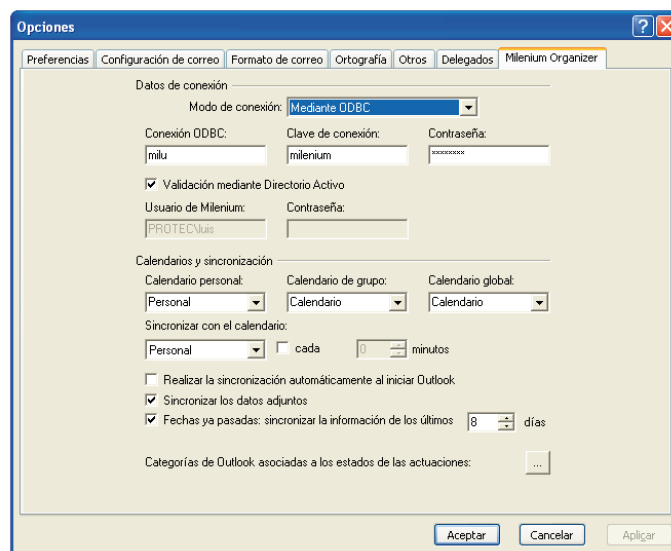 Opciones
Preferencias Configuración de correo Formato de correo Ortografía Otros Delegados Milenium Organizer
Datos de conexión
Modo de conexión: Mediante ODBC
Conexión ODBC: Clave de conexión: Contraseña:
milu milenium ********
Validación mediante Directorio Activo
Usuario de Milenium: Contraseña:
PROTEC\luis
Calendarios y sincronización
Calendario personal: Calendario de grupo: Calendario global:
Personal Calendario Calendario
Sincronizar con el calendario:
Personal cada 0 minutos
Realizar la sincronización automáticamente al iniciar Outlook
Sincronizar los datos adjuntos
Fechas ya pasadas: sincronizar la información de los últimos 8 días
Categorías de Outlook asociadas a los estados de las actuaciones: ...
Aceptar Cancelar Aplicar